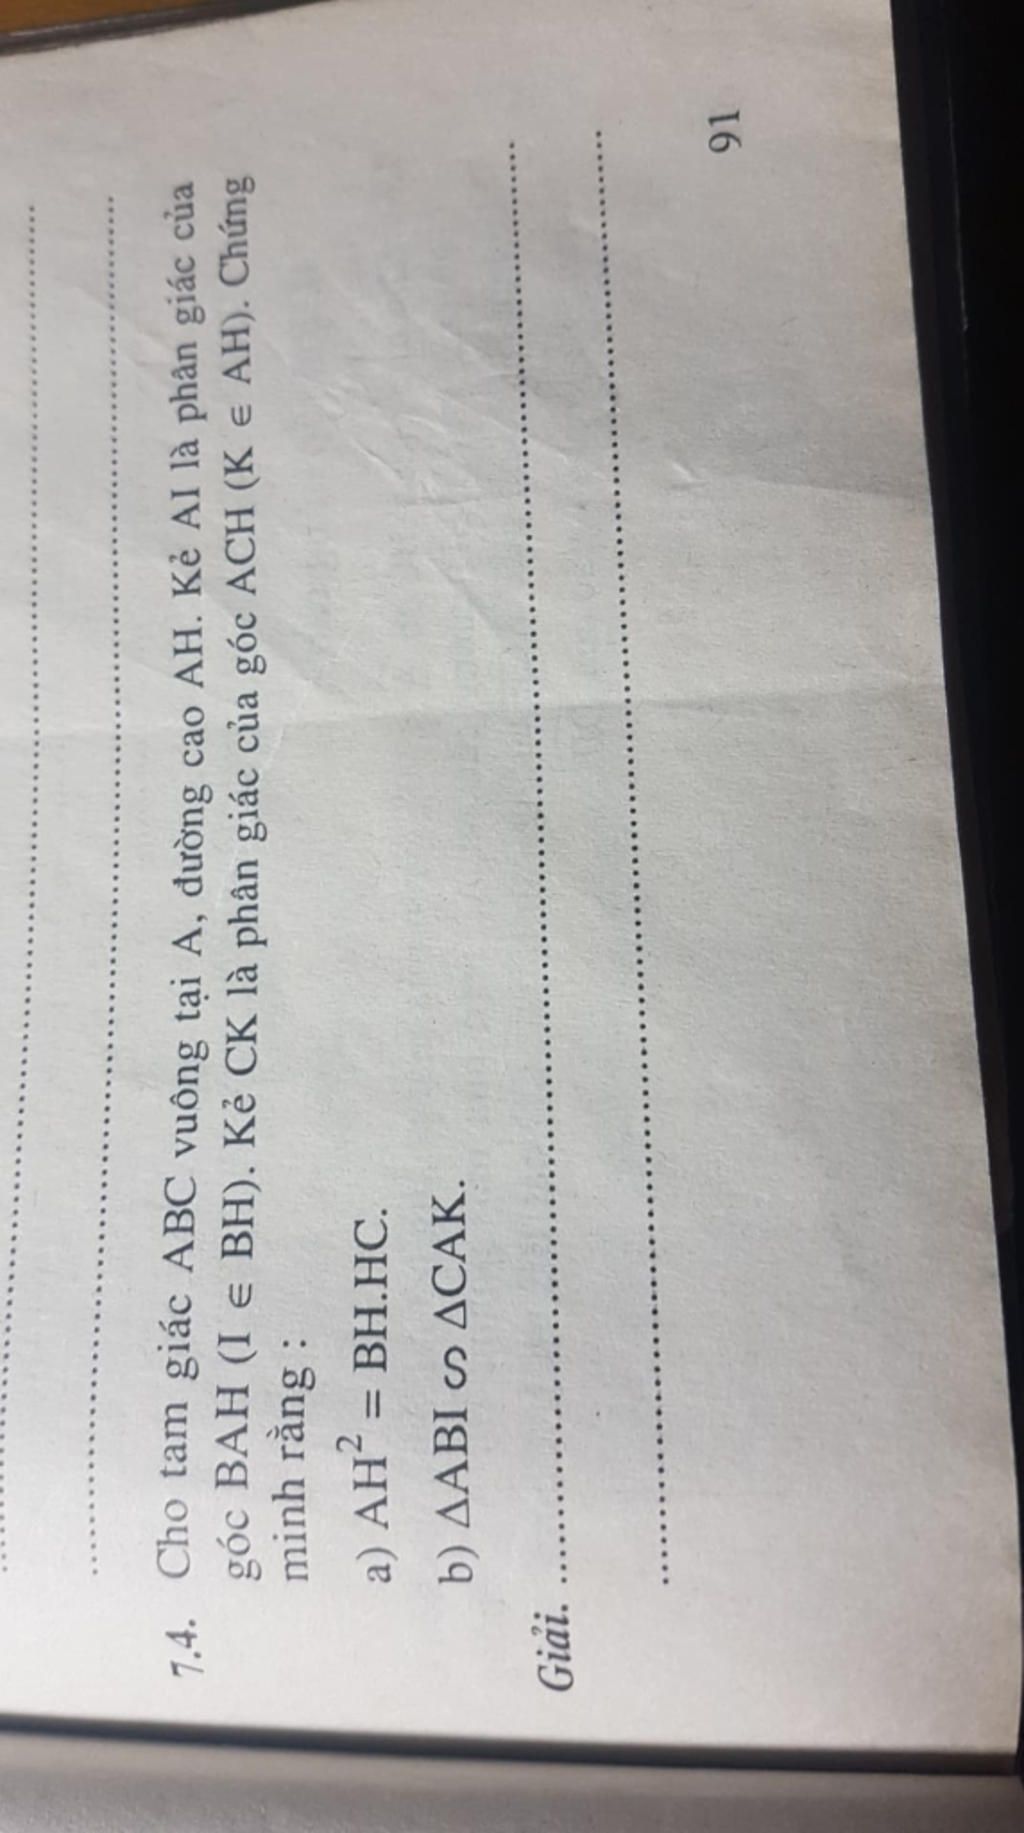 7.4. Cho tam giác ABC vuông tại A, đường cao AH. Kẻ AI là phân giác của
góc BAH (I ∈ BH). Kẻ CK là phân giác của góc ACH (K ∈ AH). Chứng
minh rằng :
a) AH² = BH.HC.
b) ΔABI ∽ ΔCAK.
Giải. ........................................................................
........................................................................
91